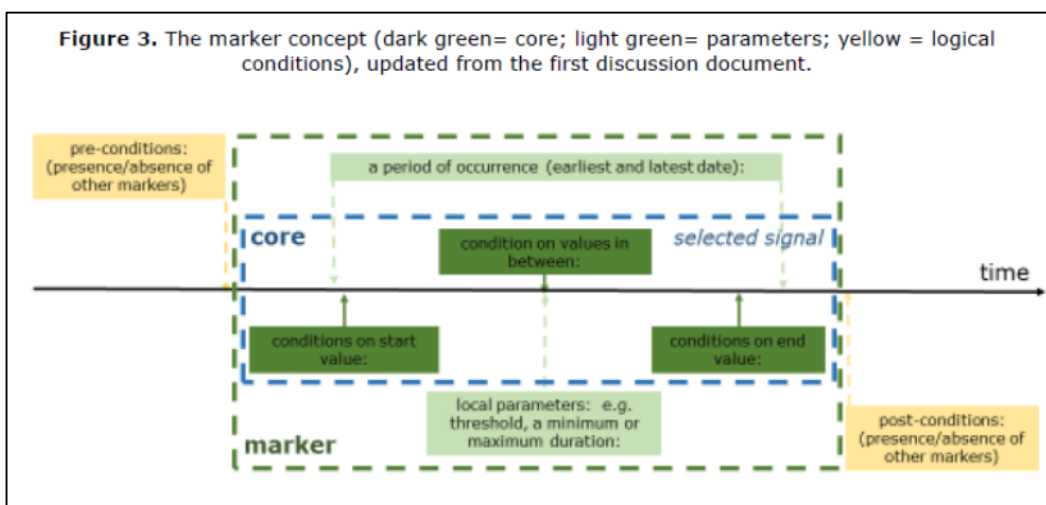 Figure 3. The marker concept (dark green= core; light green= parameters; yellow = logical
conditions), updated from the first discussion document.
pre-conditions:
(presence/absence of
other markers)
a period of occurrence (earliest and latest date):
core
selected signal
condition on values in
between:
time
conditions on start
value:
conditions on end
value:
local parameters: e.g.
threshold, a minimum or
maximum duration:
marker
post-conditions:
(presence/absence of
other markers)